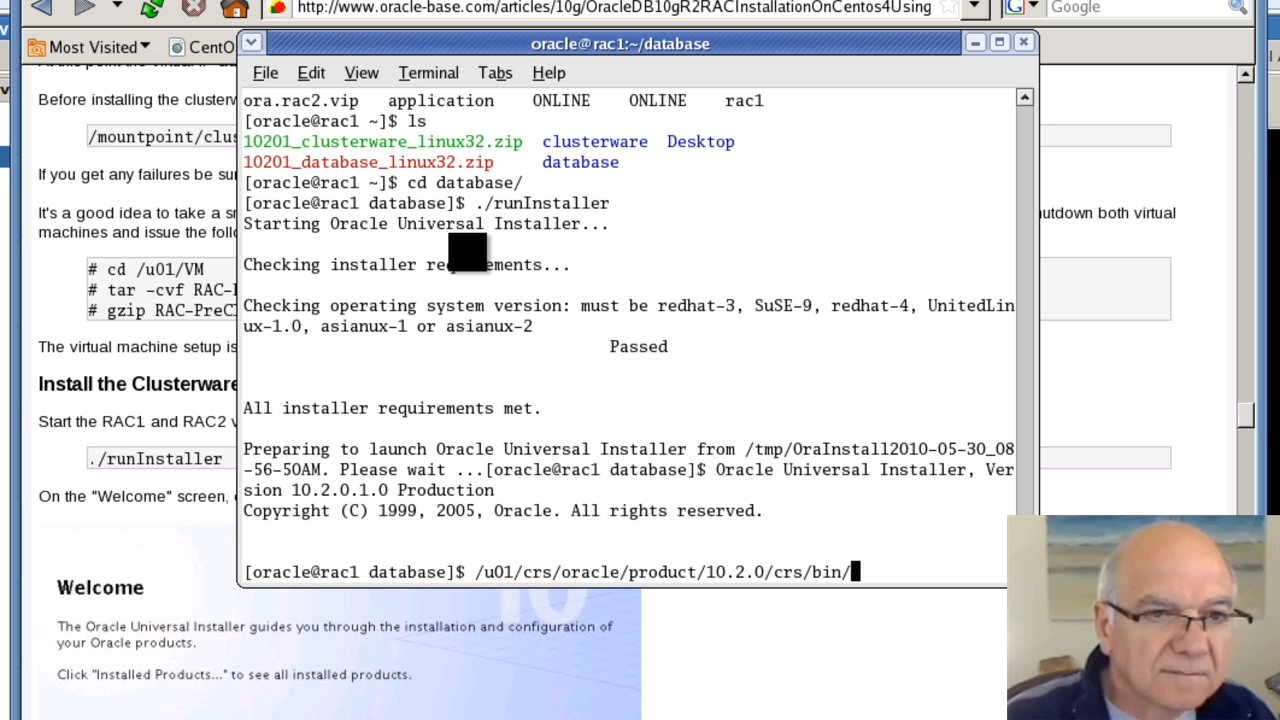 http://www.oracle-base.com/articles/10g/OracleDB10gR2RACInstallationOnCentos4Using
Google
Most Visited
CentO
oracle@rac1:~/database
File Edit View Terminal Tabs Help
ora.rac2.vip application ONLINE ONLINE rac1
[oracle@rac1 ~]$ ls
10201_clusterware_linux32.zip clusterware Desktop
10201_database_linux32.zip database
[oracle@rac1 ~]$ cd database/
[oracle@rac1 database]$ ./runInstaller
Starting Oracle Universal Installer...
Checking installer requirements...
Checking operating system version: must be redhat-3, SuSE-9, redhat-4, UnitedLin
ux-1.0, asianux-1 or asianux-2
Passed
All installer requirements met.
Preparing to launch Oracle Universal Installer from /tmp/OraInstall2010-05-30_08
-56-50AM. Please wait ...[oracle@rac1 database]$ Oracle Universal Installer, Ver
sion 10.2.0.1.0 Production
Copyright (C) 1999, 2005, Oracle. All rights reserved.
[oracle@rac1 database]$ /u01/crs/oracle/product/10.2.0/crs/bin/
Before installing the clusterw
/mountpoint/clus
If you get any failures be su
It's a good idea to take a sn
utdown both virtual
machines and issue the follo
# cd /u01/VM
# tar -cvf RAC-
# gzip RAC-PreC
The virtual machine setup is
Install the Clusterware
Start the RAC1 and RAC2 v
./runInstaller
On the "Welcome" screen,
Welcome
10
The Oracle Universal Installer guides you through the installation and configuration of
your Oracle products.
Click "Installed Products..." to see all installed products.